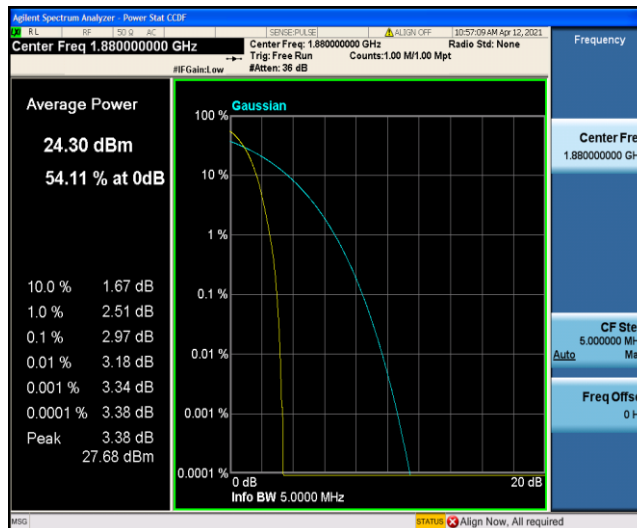 Agilent Spectrum Analyzer - Power Stat CCDF
LXI RL RF 50 Ω AC SENSE:PULSE ALIGN OFF 10:57:09 AM Apr 12, 2021
Center Freq 1.880000000 GHz
Center Freq: 1.880000000 GHz Radio Std: None
Trig: Free Run Counts:1.00 M/1.00 Mpt
#IFGain:Low #Atten: 36 dB
Frequency
Average Power
24.30 dBm
54.11 % at 0dB
10.0 % 1.67 dB
1.0 % 2.51 dB
0.1 % 2.97 dB
0.01 % 3.18 dB
0.001 % 3.34 dB
0.0001 % 3.38 dB
Peak 3.38 dB
27.68 dBm
Gaussian
100 %
10 %
1 %
0.1 %
0.01 %
0.001 %
0.0001 %
0 dB 20 dB
Info BW 5.0000 MHz
Center Fre
1.880000000 GH
CF Ste
5.000000 MH
Auto Ma
Freq Offse
0 H
MSG STATUS Align Now, All required